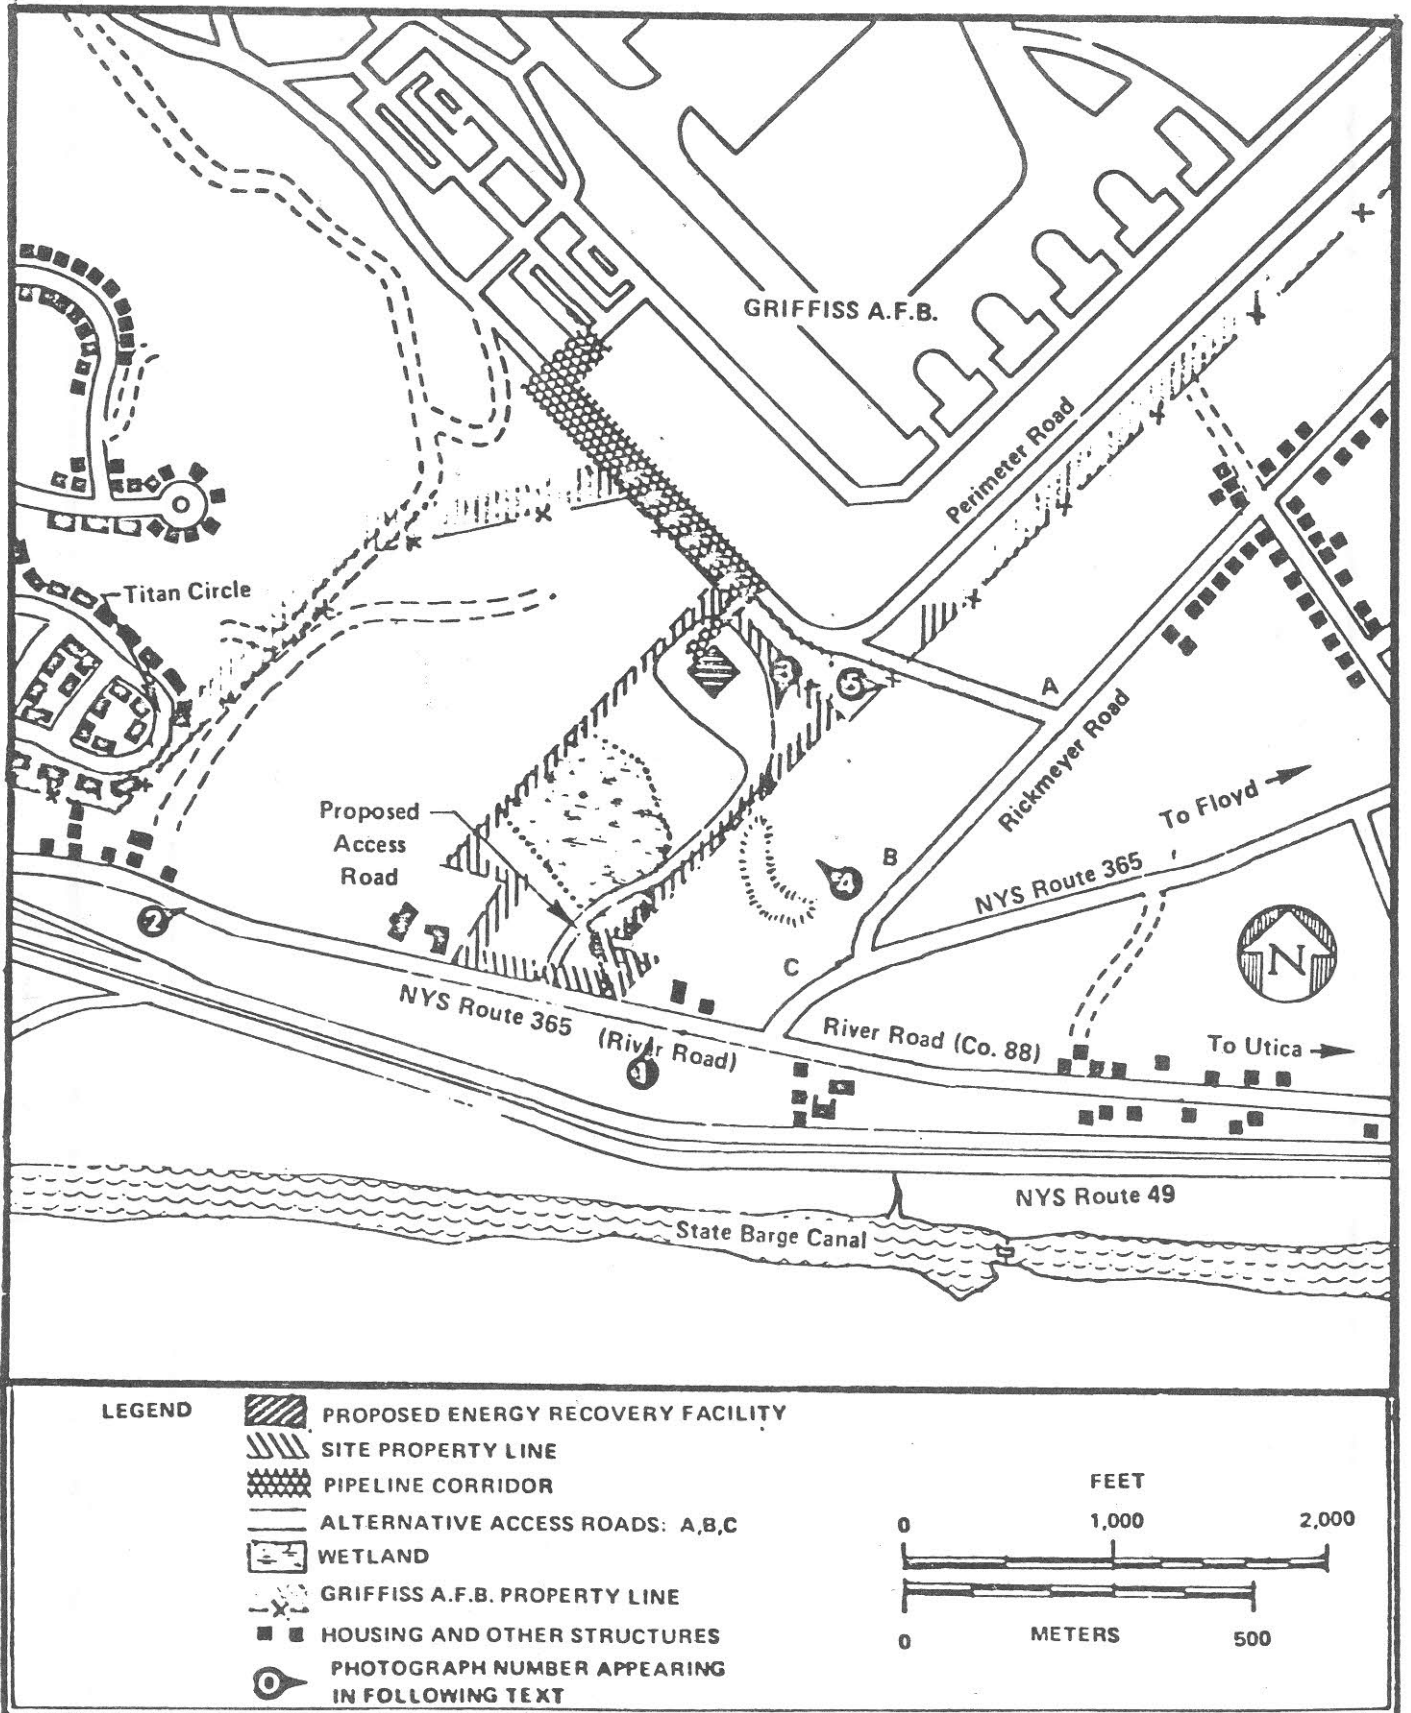 GRIFFISS A.F.B.
Perimeter Road
Titan Circle
3
5
A
Rickmeyer Road
To Floyd
Proposed
Access
Road
B
4
NYS Route 365
2
C
N
NYS Route 365
(River Road)
River Road (Co. 88)
To Utica
1
NYS Route 49
State Barge Canal
LEGEND
PROPOSED ENERGY RECOVERY FACILITY
SITE PROPERTY LINE
PIPELINE CORRIDOR
ALTERNATIVE ACCESS ROADS: A,B,C
WETLAND
GRIFFISS A.F.B. PROPERTY LINE
HOUSING AND OTHER STRUCTURES
0
PHOTOGRAPH NUMBER APPEARING
IN FOLLOWING TEXT
FEET
0 1,000 2,000
0 METERS 500